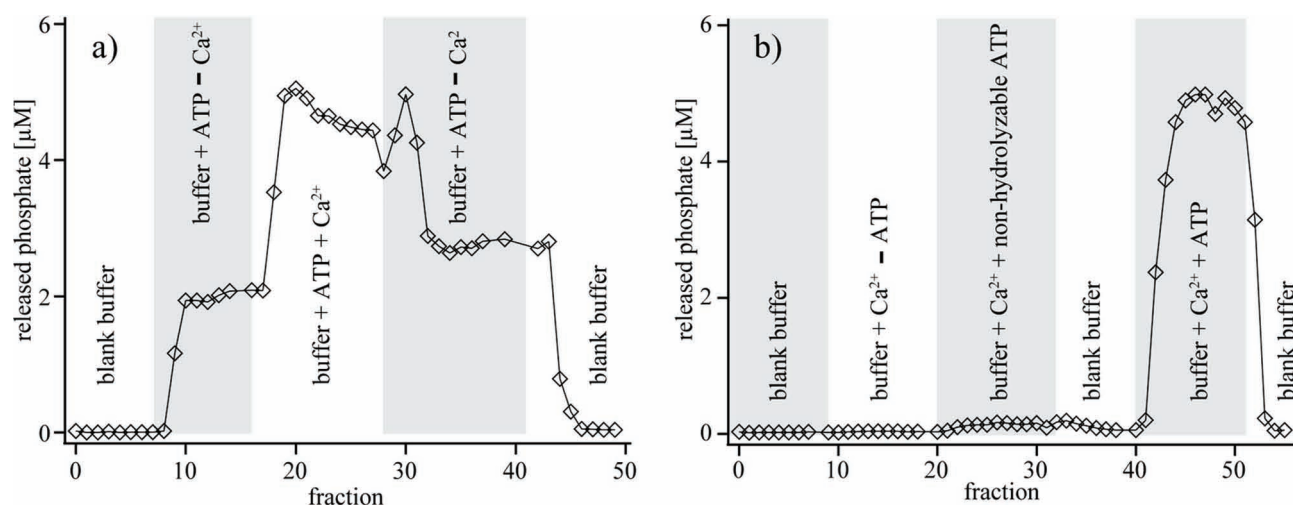 a)
released phosphate [µM]
6
4
2
0
blank buffer
buffer + ATP – Ca²⁺
buffer + ATP + Ca²⁺
buffer + ATP – Ca²
blank buffer
0 10 20 30 40 50
fraction
b)
released phosphate [µM]
6
4
2
0
blank buffer
buffer + Ca²⁺ – ATP
buffer + Ca²⁺ + non-hydrolyzable ATP
blank buffer
buffer + Ca²⁺ + ATP
blank buffer
0 10 20 30 40 50
fraction